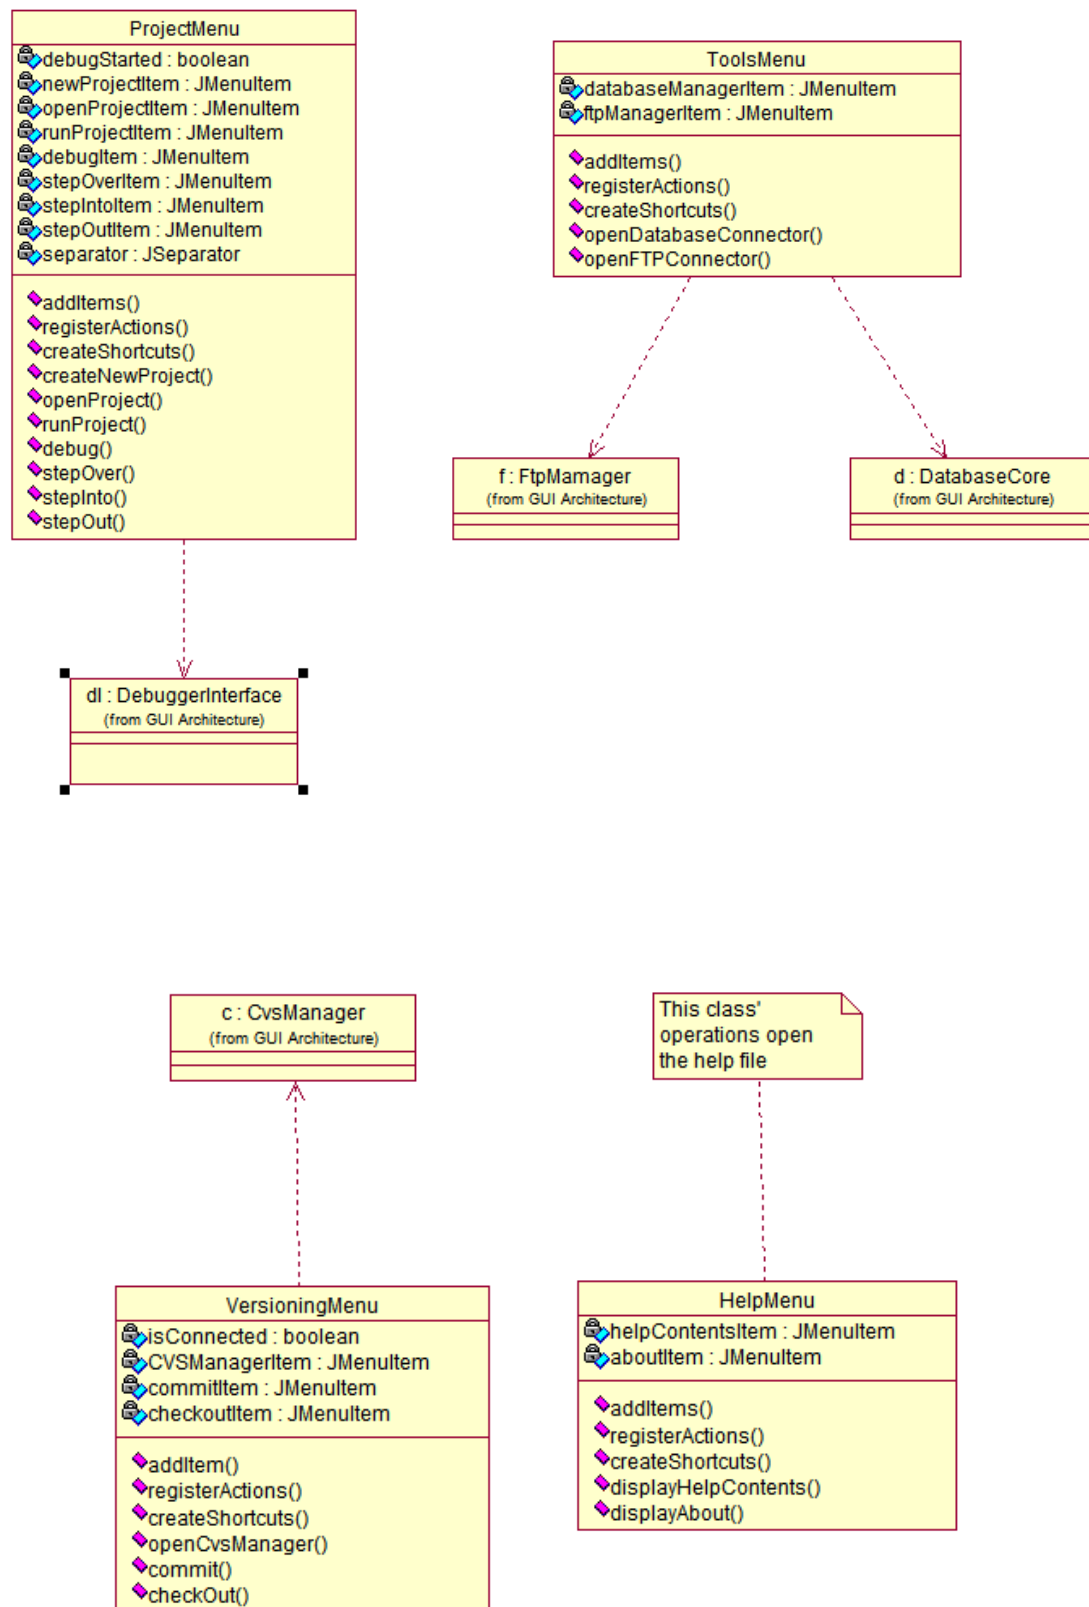 ProjectMenu
debugStarted : boolean
newProjectItem : JMenuItem
openProjectItem : JMenuItem
runProjectItem : JMenuItem
debugItem : JMenuItem
stepOverItem : JMenuItem
stepIntoItem : JMenuItem
stepOutItem : JMenuItem
separator : JSeparator
addItems()
registerActions()
createShortcuts()
createNewProject()
openProject()
runProject()
debug()
stepOver()
stepInto()
stepOut()
ToolsMenu
databaseManagerItem : JMenuItem
ftpManagerItem : JMenuItem
addItems()
registerActions()
createShortcuts()
openDatabaseConnector()
openFTPConnector()
f : FtpMamager
(from GUI Architecture)
d : DatabaseCore
(from GUI Architecture)
dI : DebuggerInterface
(from GUI Architecture)
c : CvsManager
(from GUI Architecture)
This class'
operations open
the help file
VersioningMenu
isConnected : boolean
CVSManagerItem : JMenuItem
commitItem : JMenuItem
checkoutItem : JMenuItem
addItem()
registerActions()
createShortcuts()
openCvsManager()
commit()
checkOut()
HelpMenu
helpContentsItem : JMenuItem
aboutItem : JMenuItem
addItems()
registerActions()
createShortcuts()
displayHelpContents()
displayAbout()